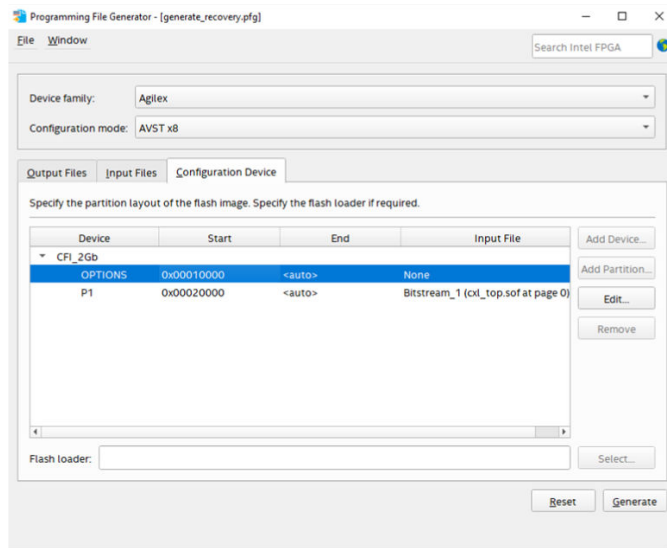 Programming File Generator - [generate_recovery.pfg]
File Window
Search Intel FPGA
Device family: Agilex
Configuration mode: AVST x8
Output Files Input Files Configuration Device
Specify the partition layout of the flash image. Specify the flash loader if required.
Device Start End Input File
CFI_2Gb
OPTIONS 0x00010000 <auto> None
P1 0x00020000 <auto> Bitstream_1 (cxl_top.sof at page 0)
Add Device...
Add Partition...
Edit...
Remove
Flash loader:
Select...
Reset Generate